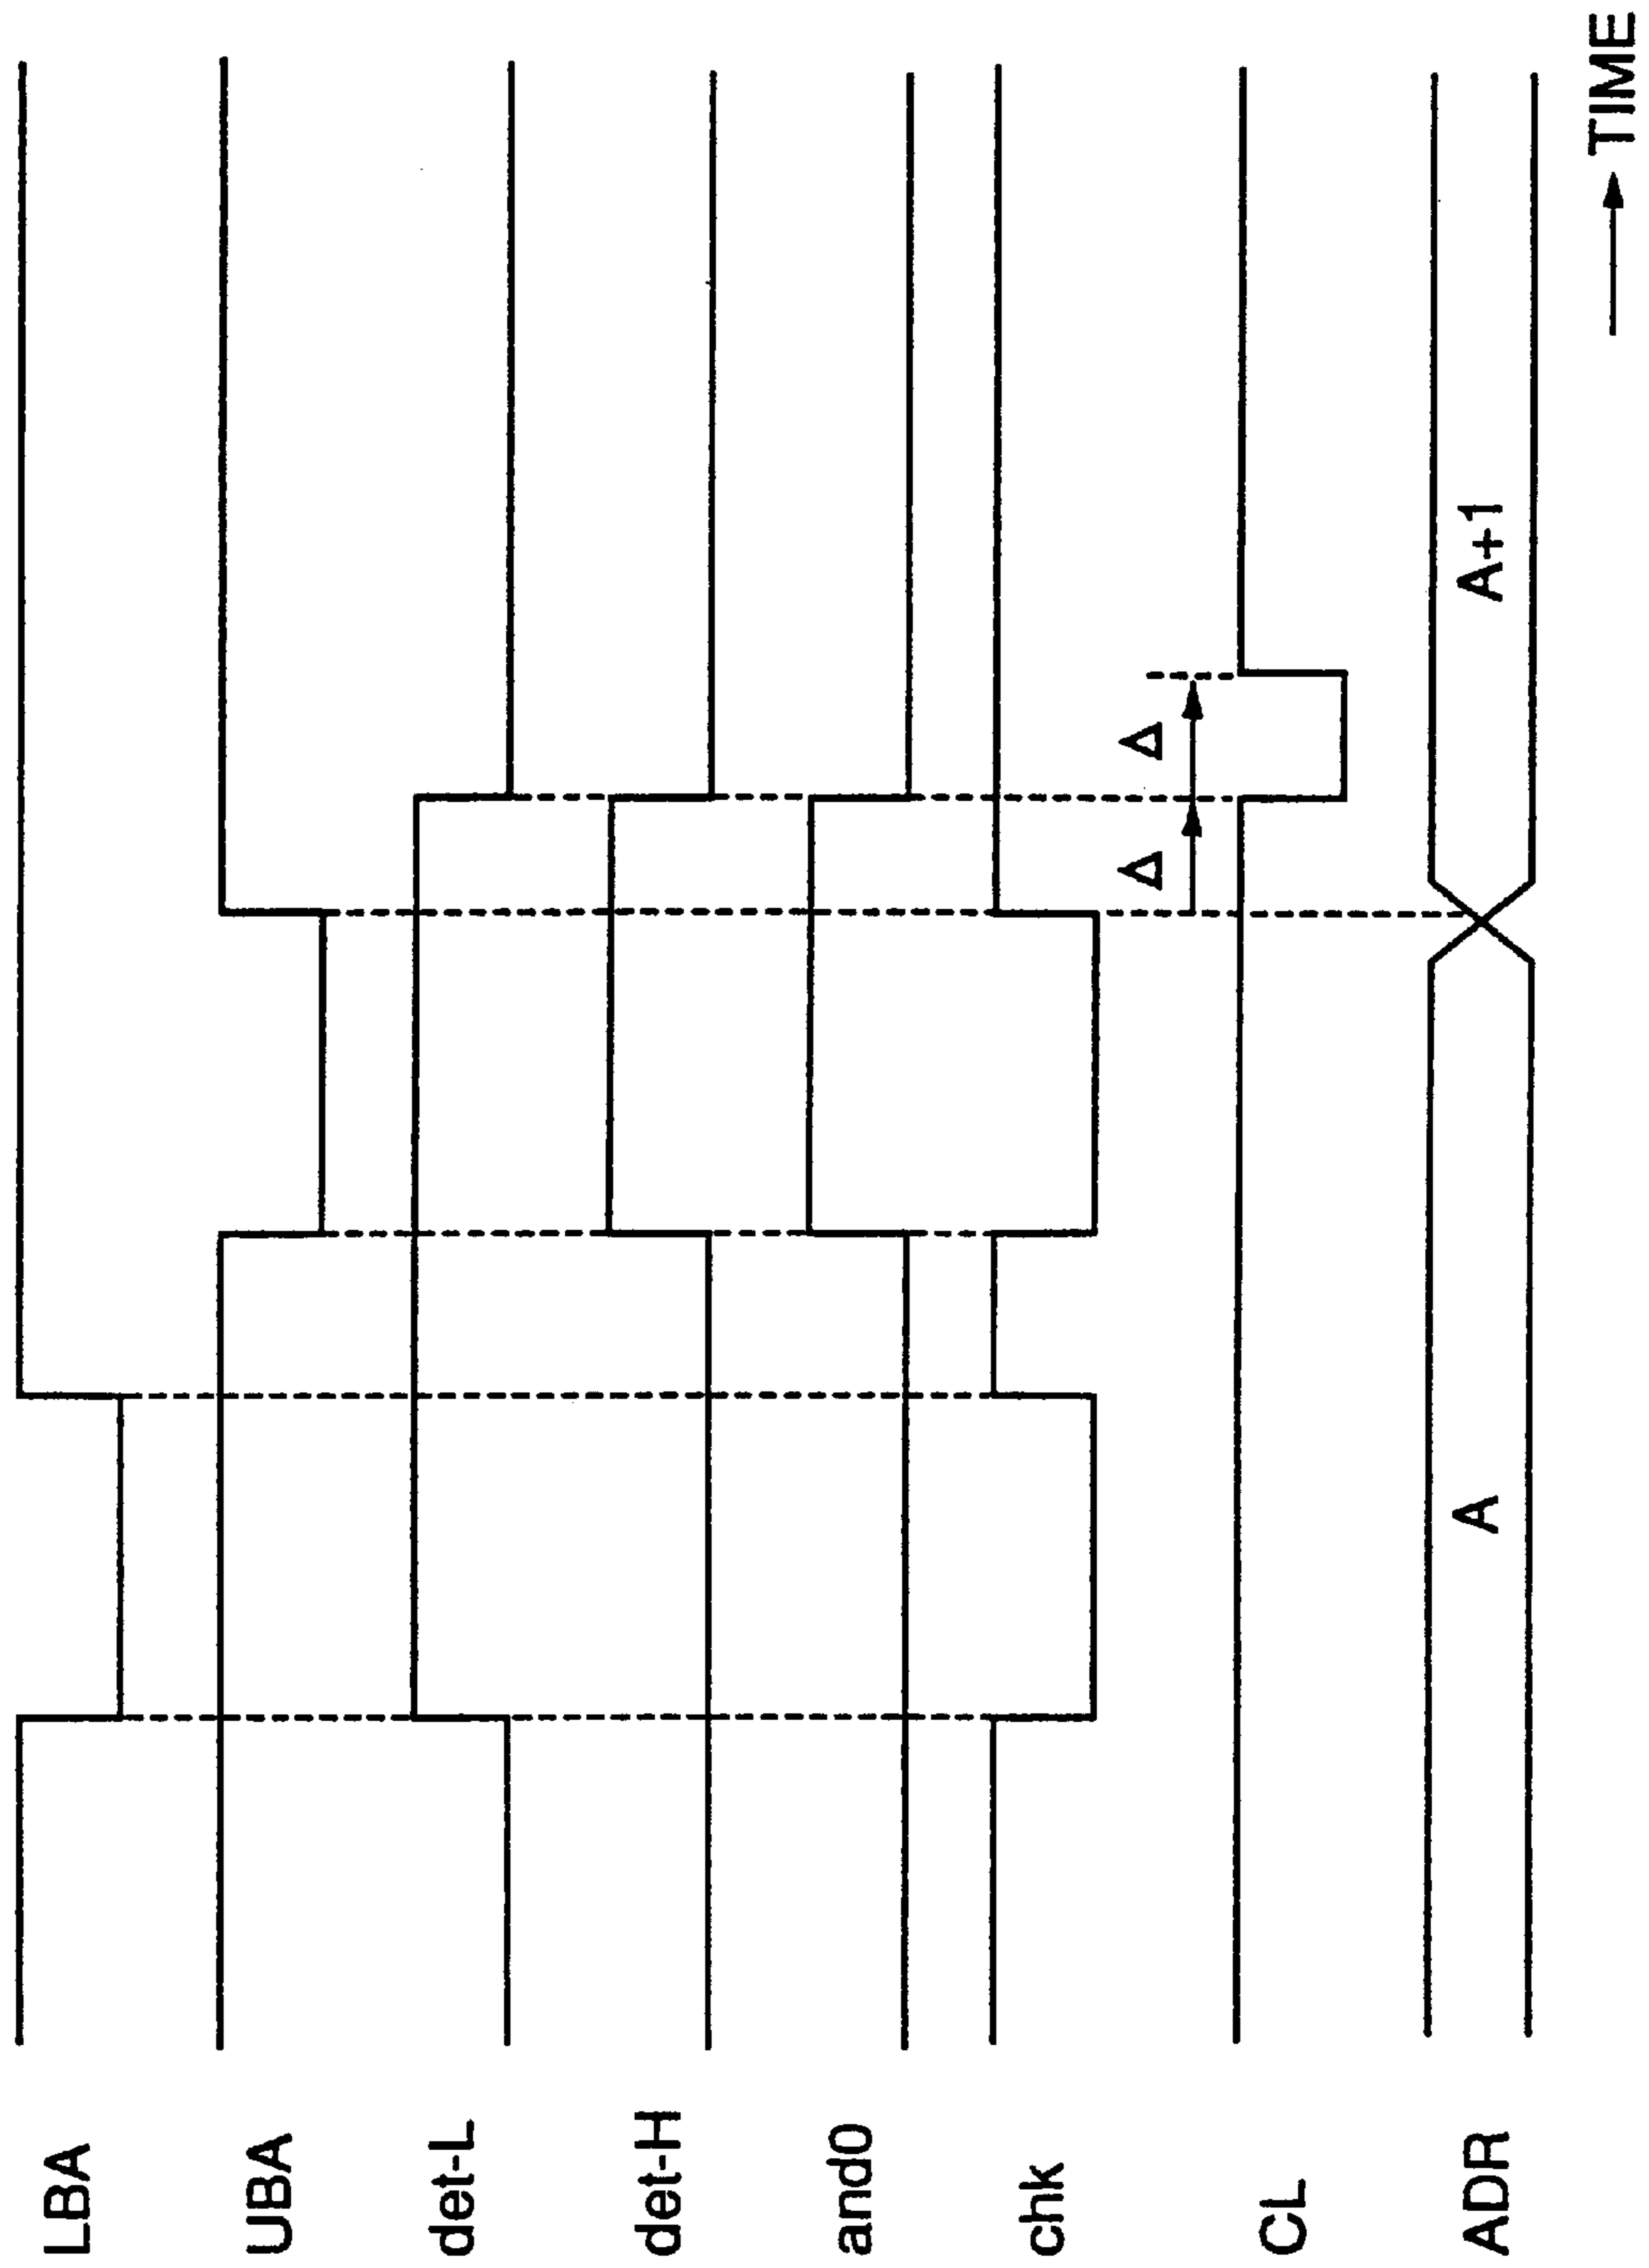 LBA
UBA
det-L
det-H
and0
chk
Δ Δ
CL
A A+1
ADR
TIME